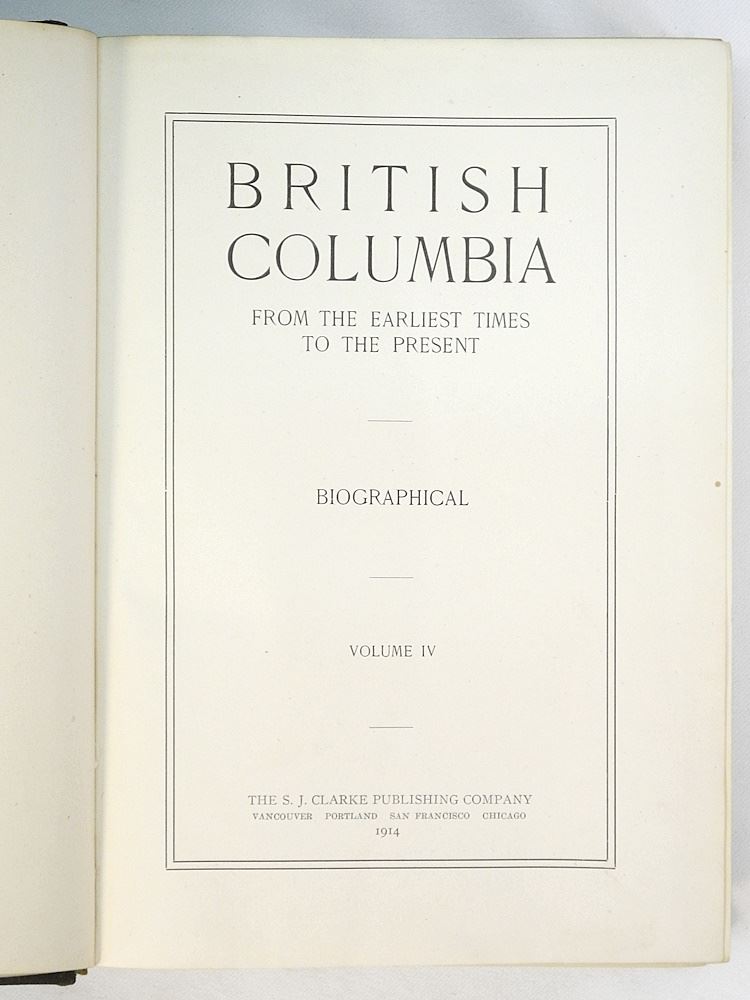 BRITISH
COLUMBIA
FROM THE EARLIEST TIMES
TO THE PRESENT
BIOGRAPHICAL
VOLUME IV
THE S. J. CLARKE PUBLISHING COMPANY
VANCOUVER PORTLAND SAN FRANCISCO CHICAGO
1914